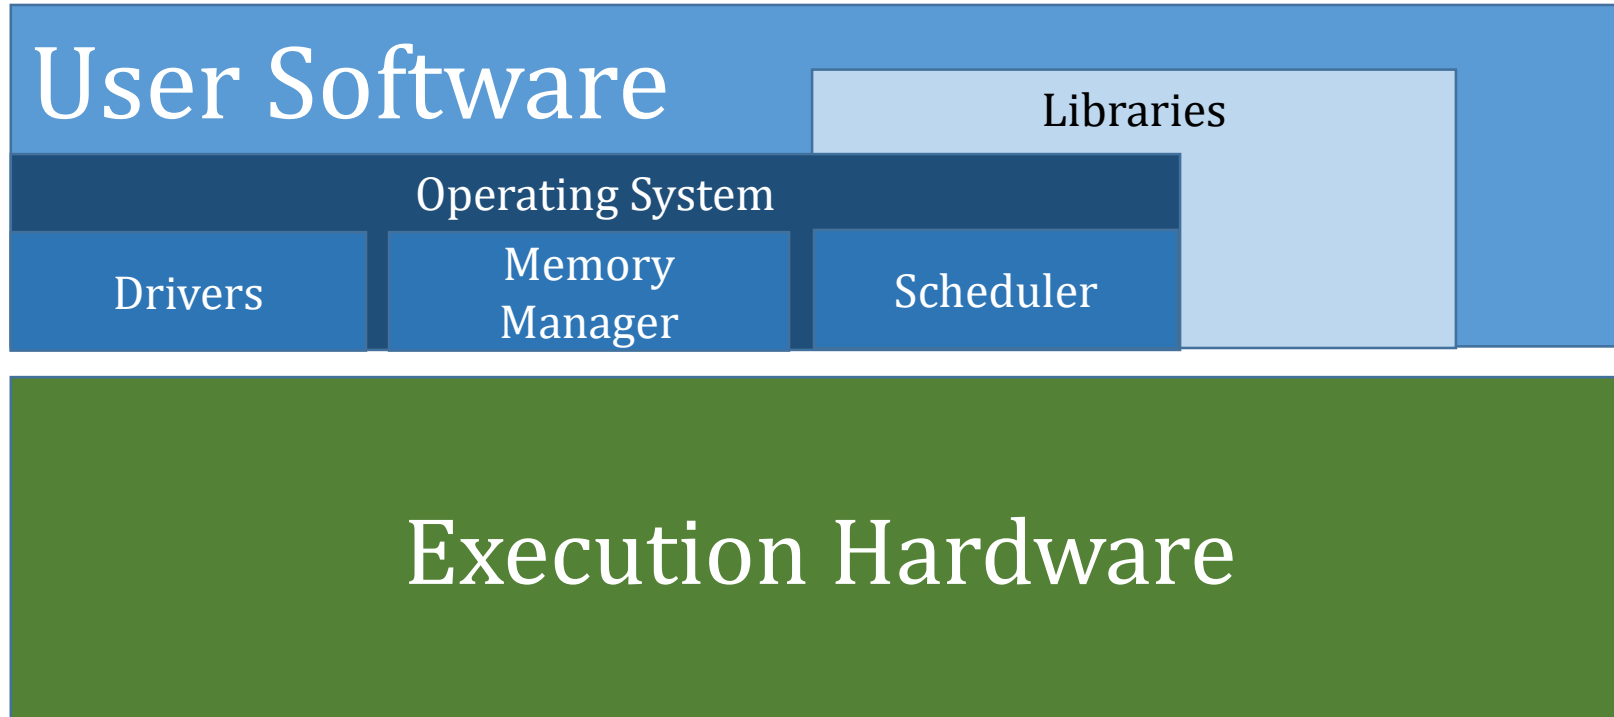 User Software
Libraries
Operating System
Drivers
Memory
Manager
Scheduler
Execution Hardware